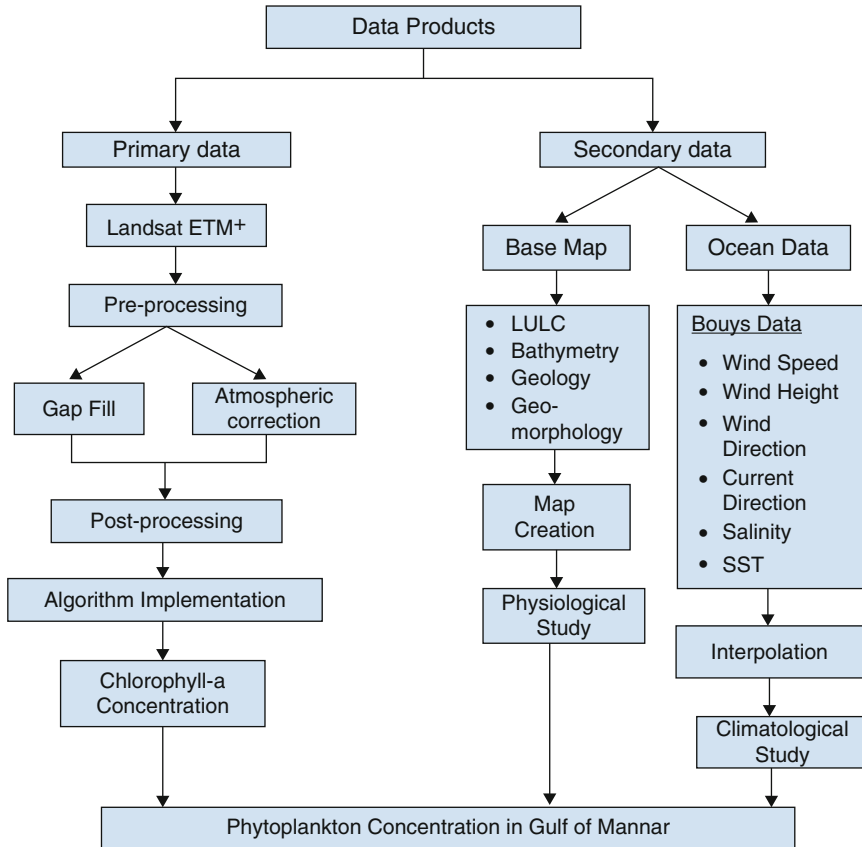 Data Products
Primary data
Landsat ETM+
Pre-processing
Gap Fill
Atmospheric
correction
Post-processing
Algorithm Implementation
Chlorophyll-a
Concentration
Secondary data
Base Map
• LULC
• Bathymetry
• Geology
• Geo-
morphology
Map
Creation
Physiological
Study
Ocean Data
Bouys Data
• Wind Speed
• Wind Height
• Wind
Direction
• Current
Direction
• Salinity
• SST
Interpolation
Climatological
Study
Phytoplankton Concentration in Gulf of Mannar